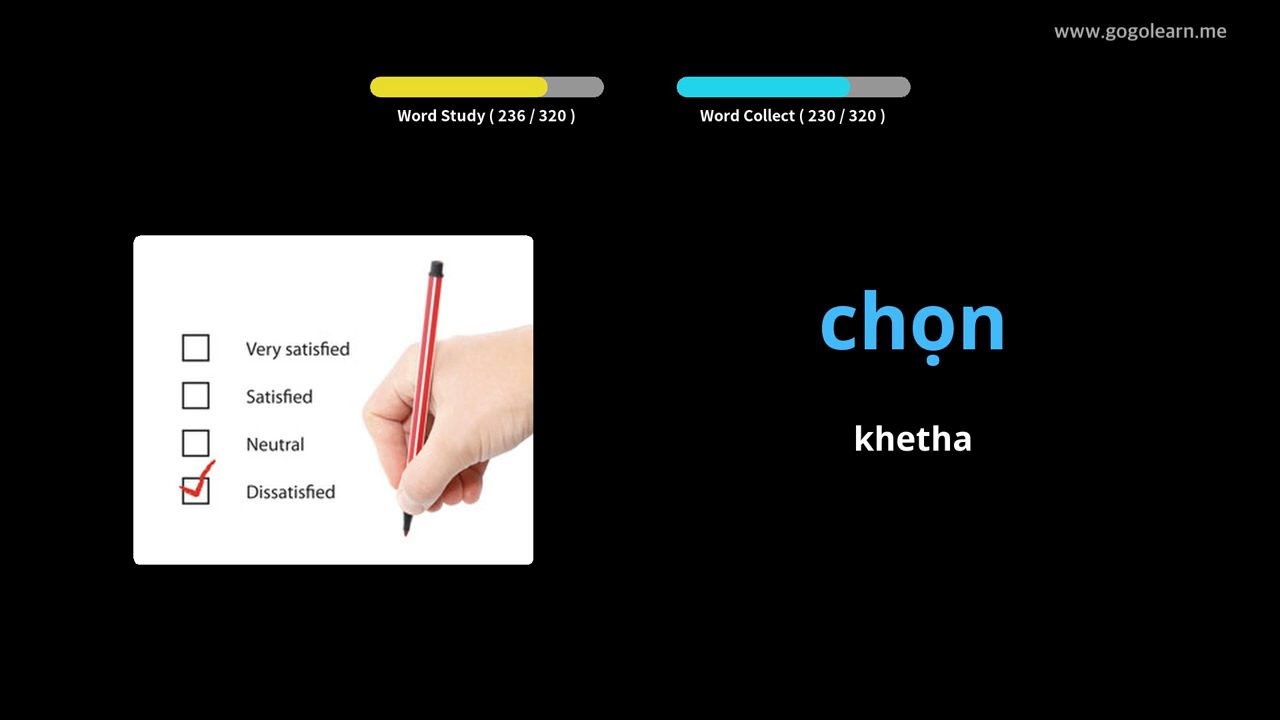 www.gogolearn.me
Word Study ( 236 / 320 )
Word Collect ( 230 / 320 )
Very satisfied
Satisfied
Neutral
Dissatisfied
chọn
khetha